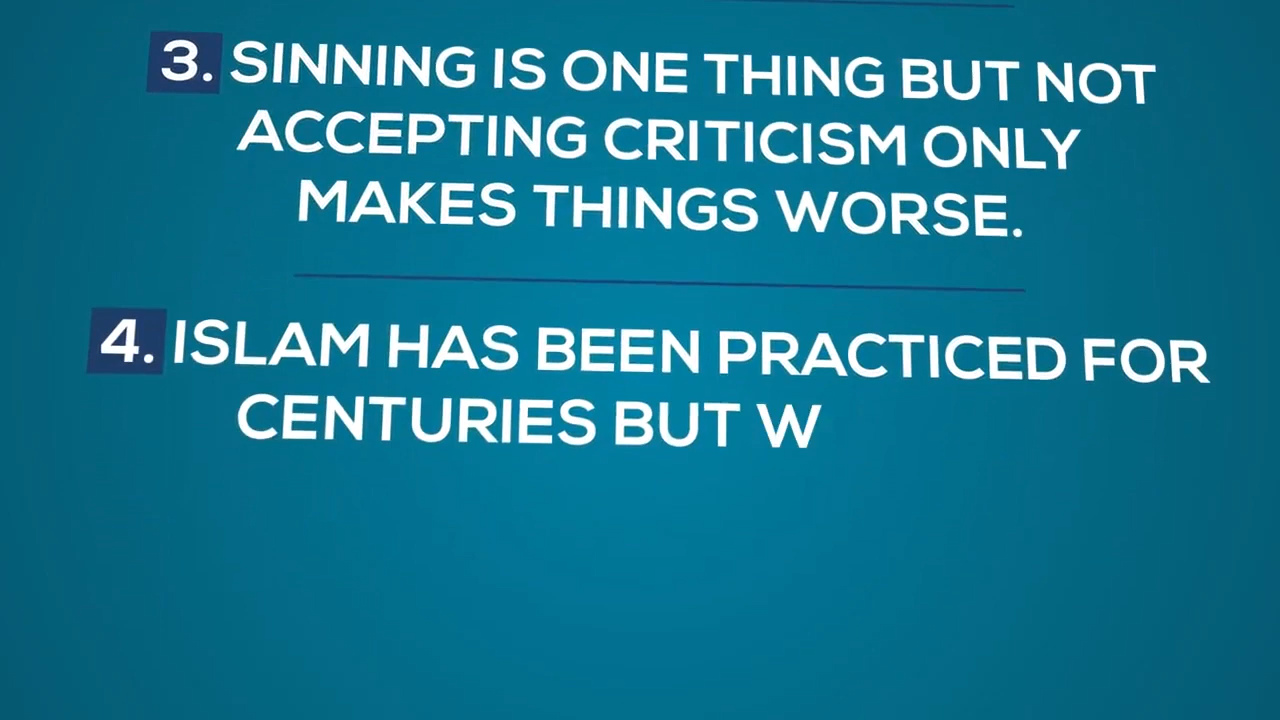 3. SINNING IS ONE THING BUT NOT
ACCEPTING CRITICISM ONLY
MAKES THINGS WORSE.
4. ISLAM HAS BEEN PRACTICED FOR
CENTURIES BUT W